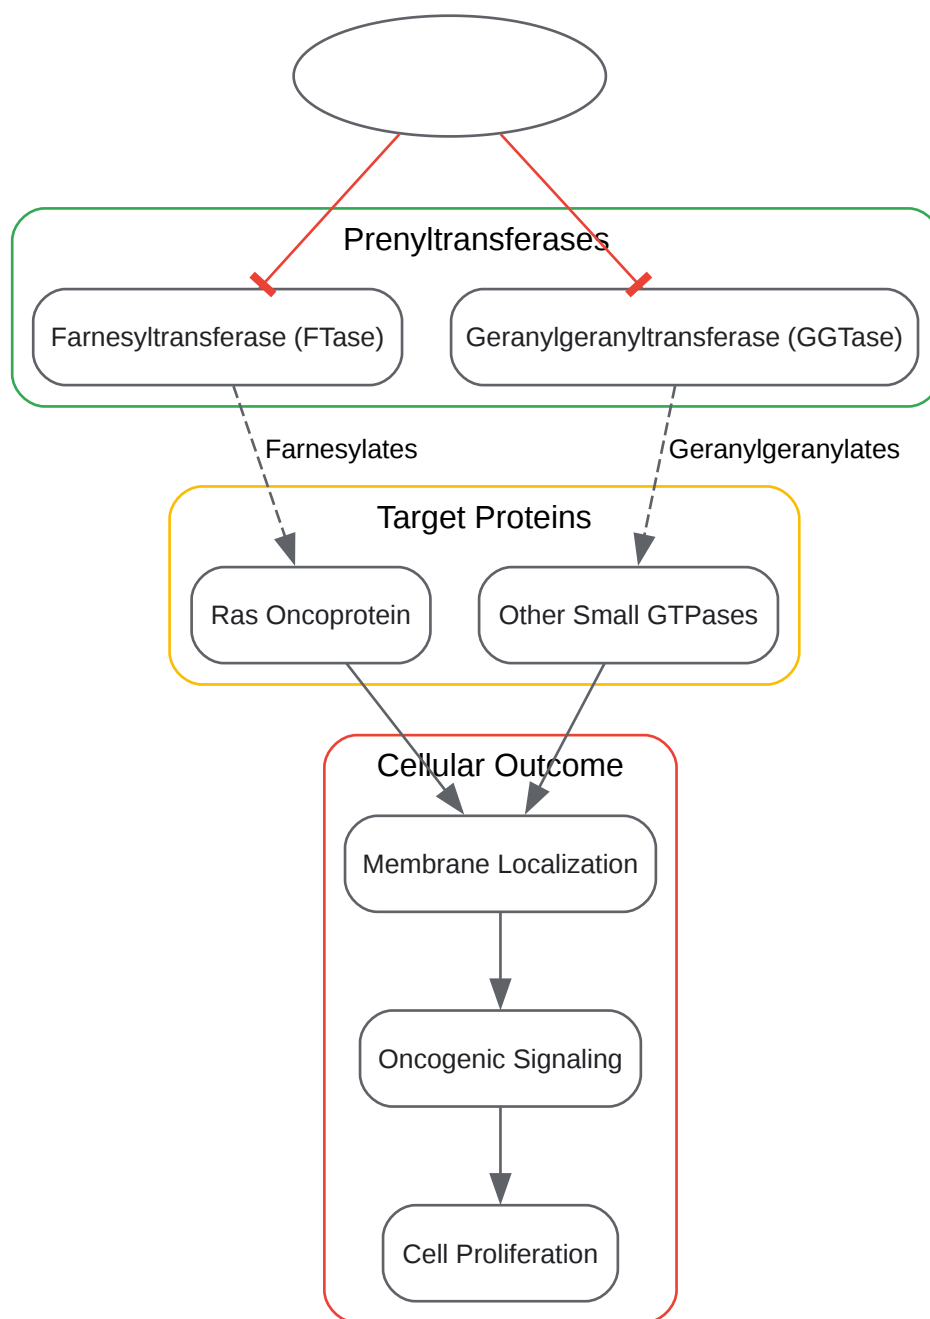 Prenyltransferases
Farnesyltransferase (FTase)
Geranylgeranyltransferase (GGTase)
Farnesylates
Geranylgeranylates
Target Proteins
Ras Oncoprotein
Other Small GTPases
Cellular Outcome
Membrane Localization
Oncogenic Signaling
Cell Proliferation